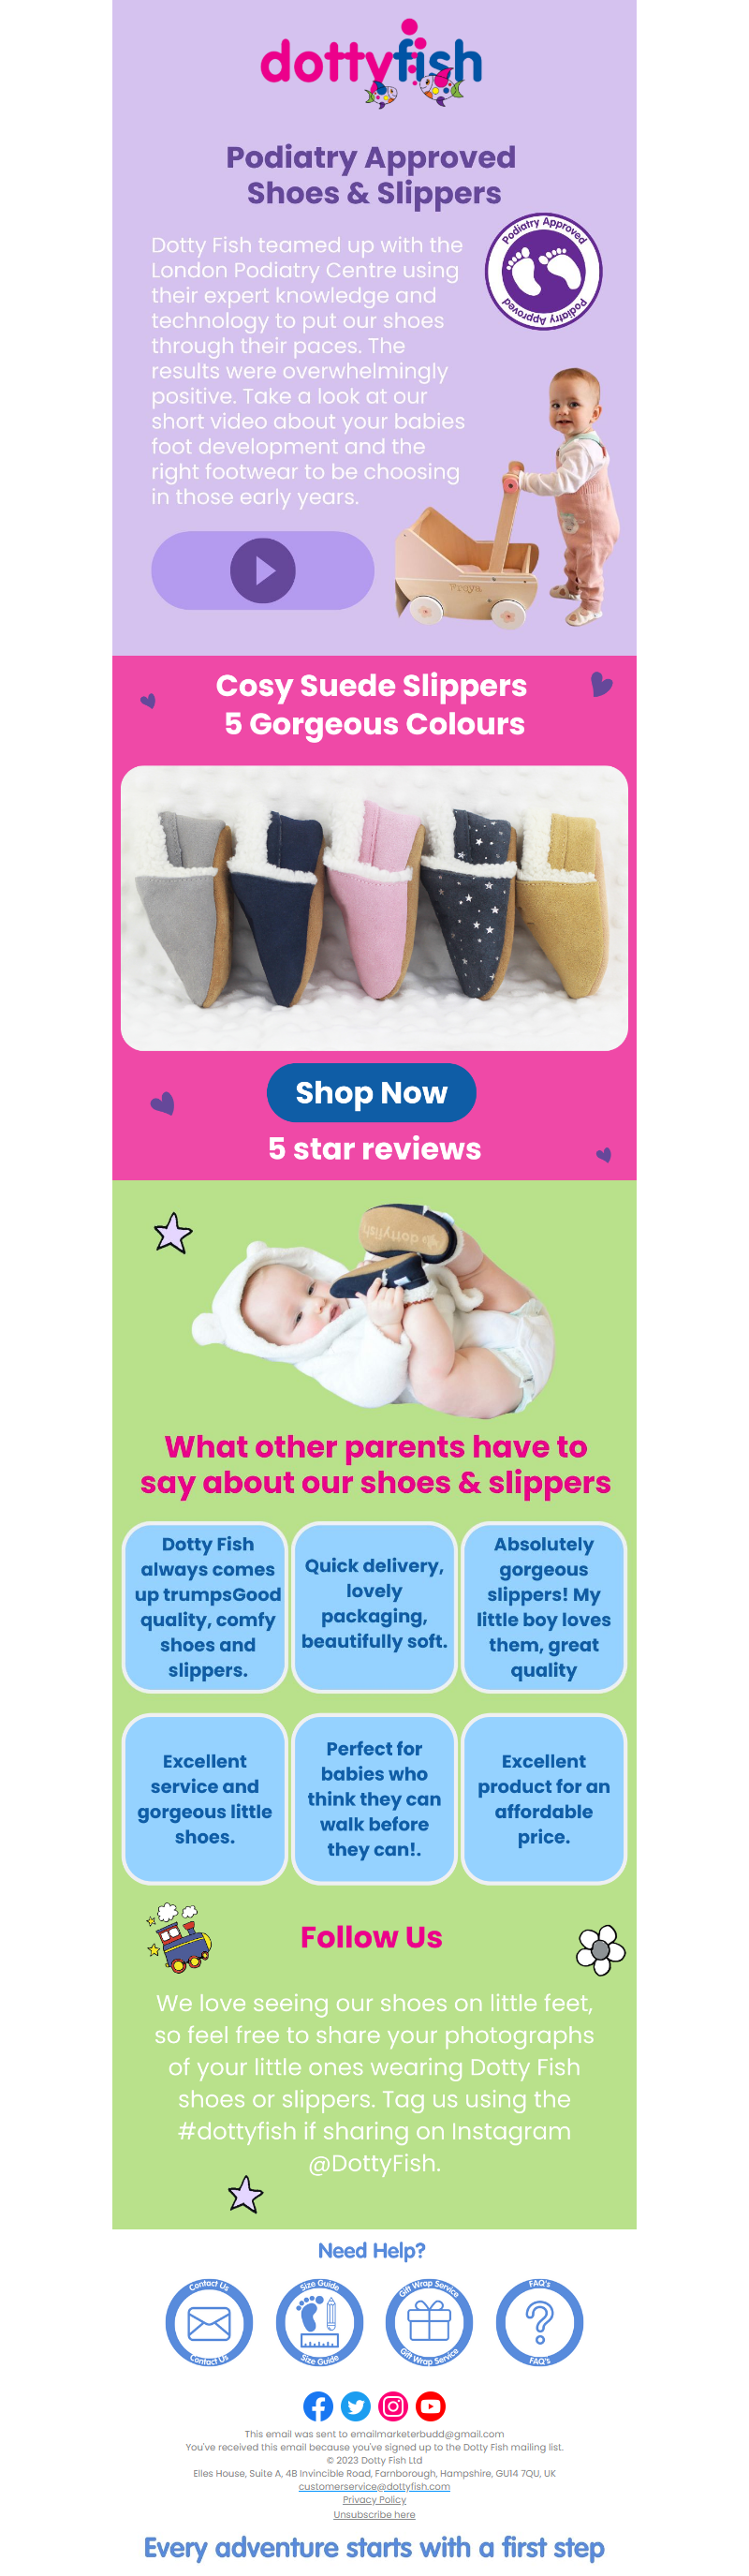 dottyfish
Podiatry Approved
Shoes & Slippers
Podiatry Approved
Podiatry Approved
Dotty Fish teamed up with the
London Podiatry Centre using
their expert knowledge and
technology to put our shoes
through their paces. The
results were overwhelmingly
positive. Take a look at our
short video about your babies
foot development and the
right footwear to be choosing
in those early years.
Freya
Cosy Suede Slippers
5 Gorgeous Colours
Shop Now
5 star reviews
dottyfish
What other parents have to
say about our shoes & slippers
Dotty Fish
always comes
up trumpsGood
quality, comfy
shoes and
slippers.
Quick delivery,
lovely
packaging,
beautifully soft.
Absolutely
gorgeous
slippers! My
little boy loves
them, great
quality
Excellent
service and
gorgeous little
shoes.
Perfect for
babies who
think they can
walk before
they can!.
Excellent
product for an
affordable
price.
Follow Us
We love seeing our shoes on little feet,
so feel free to share your photographs
of your little ones wearing Dotty Fish
shoes or slippers. Tag us using the
#dottyfish if sharing on Instagram
@DottyFish.
Need Help?
Contact Us
Contact Us
Size Guide
Size Guide
Gift Wrap Service
Gift Wrap Service
FAQ's
FAQ's
This email was sent to emailmarketerbudd@gmail.com
You've received this email because you've signed up to the Dotty Fish mailing list.
© 2023 Dotty Fish Ltd
Elles House, Suite A, 4B Invincible Road, Farnborough, Hampshire, GU14 7QU, UK
customerservice@dottyfish.com
Privacy Policy
Unsubscribe here
Every adventure starts with a first step